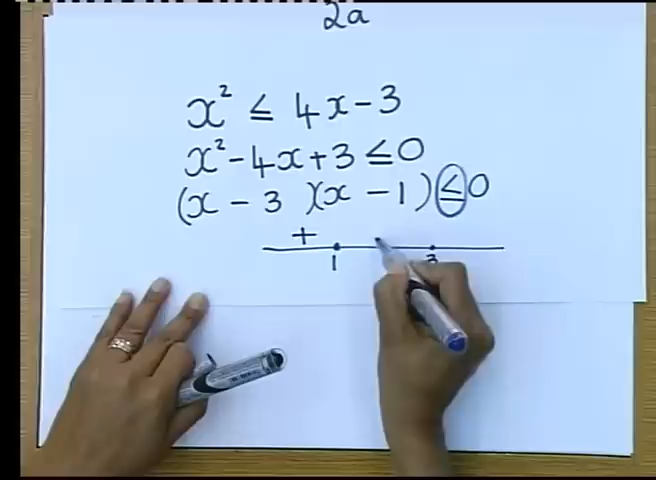 2a
x² ≤ 4x - 3
x² - 4x + 3 ≤ 0
(x - 3 )(x - 1) ≤ 0
+
1 3